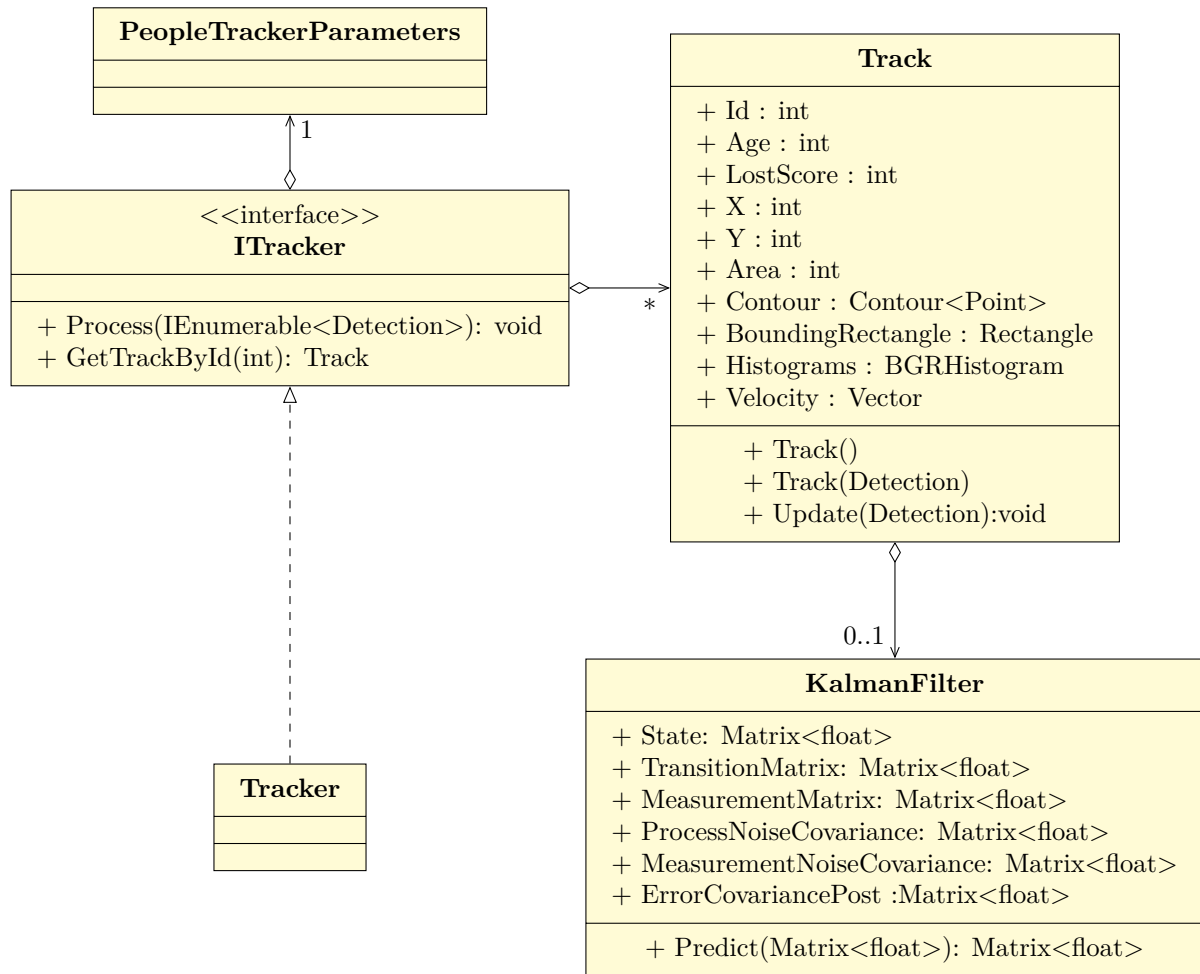 PeopleTrackerParameters
1
<<interface>>
ITracker
+ Process(IEnumerable<Detection>): void
+ GetTrackById(int): Track
*
Track
+ Id : int
+ Age : int
+ LostScore : int
+ X : int
+ Y : int
+ Area : int
+ Contour : Contour<Point>
+ BoundingRectangle : Rectangle
+ Histograms : BGRHistogram
+ Velocity : Vector
+ Track()
+ Track(Detection)
+ Update(Detection):void
0..1
KalmanFilter
+ State: Matrix<float>
+ TransitionMatrix: Matrix<float>
+ MeasurementMatrix: Matrix<float>
+ ProcessNoiseCovariance: Matrix<float>
+ MeasurementNoiseCovariance: Matrix<float>
+ ErrorCovariancePost :Matrix<float>
+ Predict(Matrix<float>): Matrix<float>
Tracker